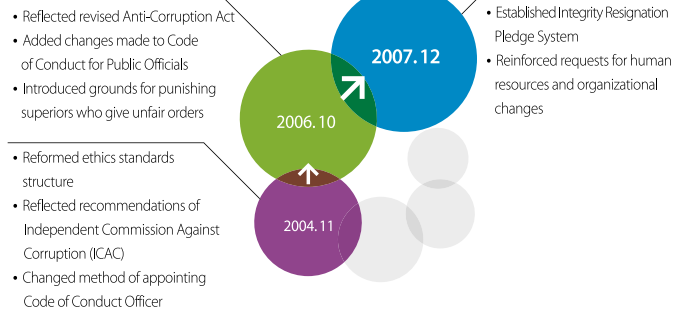 • Reflected revised Anti-Corruption Act
• Added changes made to Code
of Conduct for Public Officials
• Introduced grounds for punishing
superiors who give unfair orders
2006. 10
2007. 12
• Established Integrity Resignation
Pledge System
• Reinforced requests for human
resources and organizational
changes
• Reformed ethics standards
structure
• Reflected recommendations of
Independent Commission Against
Corruption (ICAC)
• Changed method of appointing
Code of Conduct Officer
2004. 11